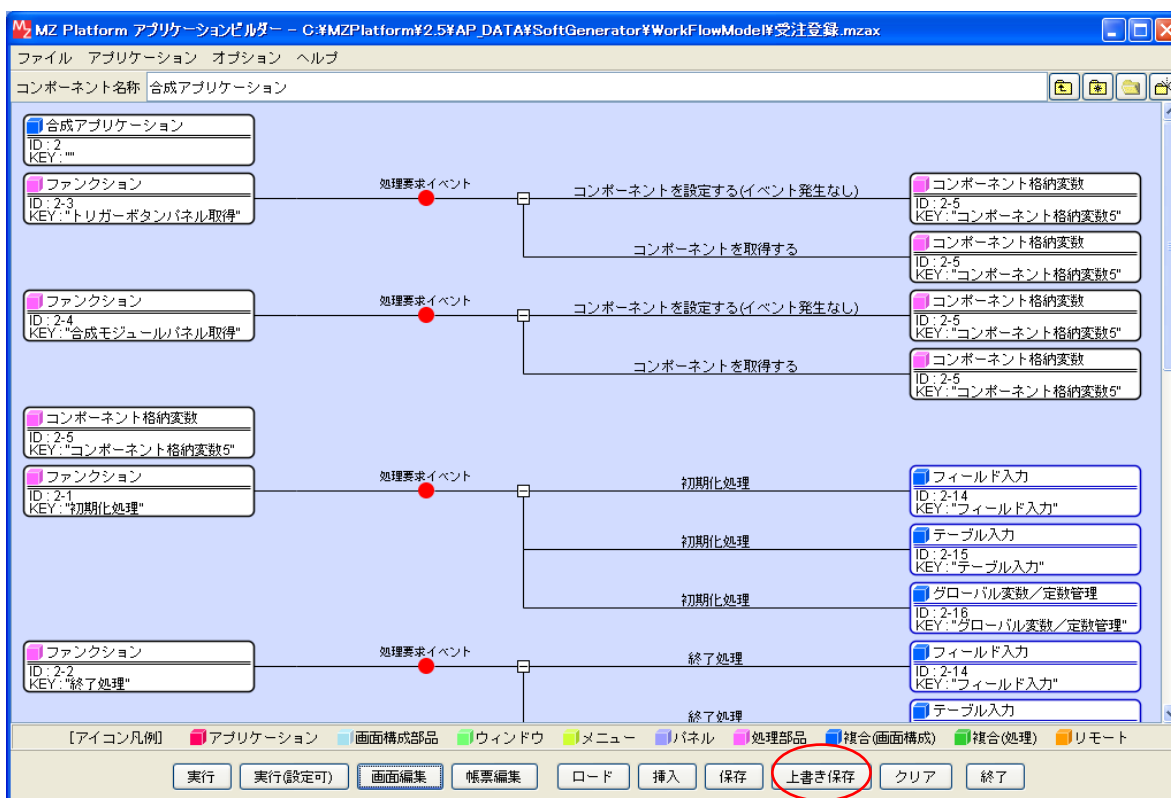 MZ Platform アプリケーションビルダー － C:¥MZPlatform¥2.5¥AP_DATA¥SoftGenerator¥WorkFlowModel¥受注登録.mzax
ファイル アプリケーション オプション ヘルプ
コンポーネント名称 合成アプリケーション
合成アプリケーション
ID : 2
KEY : ""
ファンクション
ID : 2-3
KEY : "トリガーボタンパネル取得"
処理要求イベント
コンポーネントを設定する(イベント発生なし)
コンポーネント格納変数
ID : 2-5
KEY : "コンポーネント格納変数5"
コンポーネントを取得する
コンポーネント格納変数
ID : 2-5
KEY : "コンポーネント格納変数5"
ファンクション
ID : 2-4
KEY : "合成モジュールパネル取得"
処理要求イベント
コンポーネントを設定する(イベント発生なし)
コンポーネント格納変数
ID : 2-5
KEY : "コンポーネント格納変数5"
コンポーネントを取得する
コンポーネント格納変数
ID : 2-5
KEY : "コンポーネント格納変数5"
コンポーネント格納変数
ID : 2-5
KEY : "コンポーネント格納変数5"
ファンクション
ID : 2-1
KEY : "初期化処理"
処理要求イベント
初期化処理
フィールド入力
ID : 2-14
KEY : "フィールド入力"
初期化処理
テーブル入力
ID : 2-15
KEY : "テーブル入力"
初期化処理
グローバル変数／定数管理
ID : 2-16
KEY : "グローバル変数／定数管理"
ファンクション
ID : 2-2
KEY : "終了処理"
処理要求イベント
終了処理
フィールド入力
ID : 2-14
KEY : "フィールド入力"
終了処理
テーブル入力
[アイコン凡例] アプリケーション 画面構成部品 ウィンドウ メニュー パネル 処理部品 複合(画面構成) 複合(処理) リモート
実行 実行(設定可) 画面編集 帳票編集 ロード 挿入 保存 上書き保存 クリア 終了